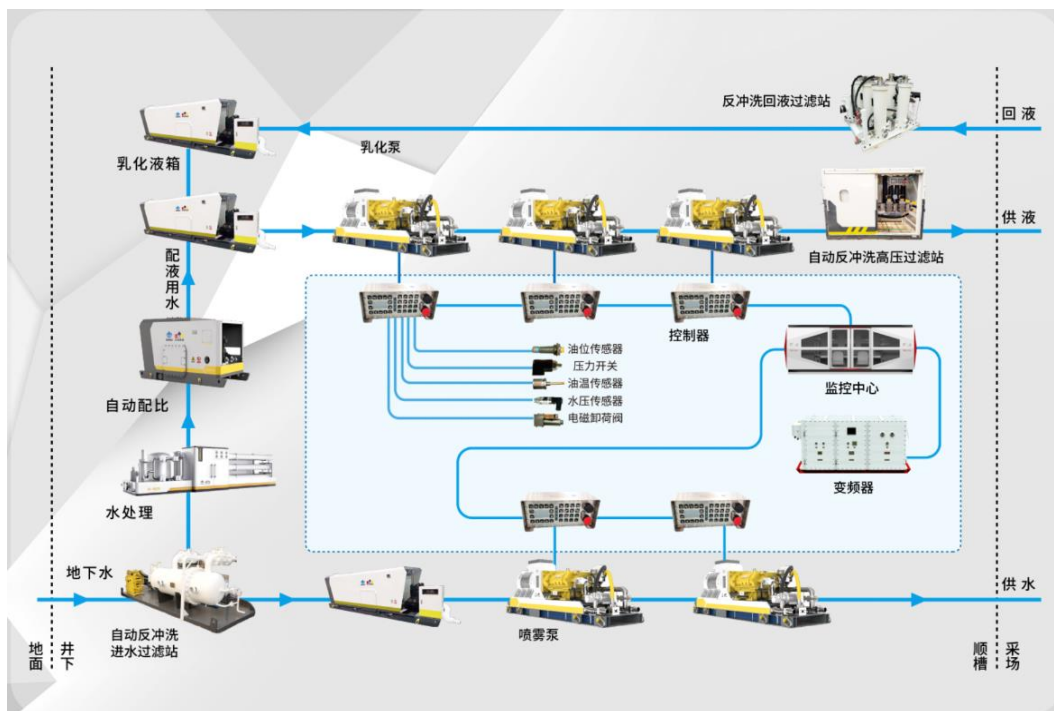 反冲洗回液过滤站
回液
乳化泵
乳化液箱
供液
自动反冲洗高压过滤站
配液用水
控制器
油位传感器
压力开关
油温传感器
水压传感器
电磁卸荷阀
监控中心
自动配比
变频器
水处理
地下水
供水
喷雾泵
自动反冲洗
进水过滤站
地面
井下
顺槽
采场